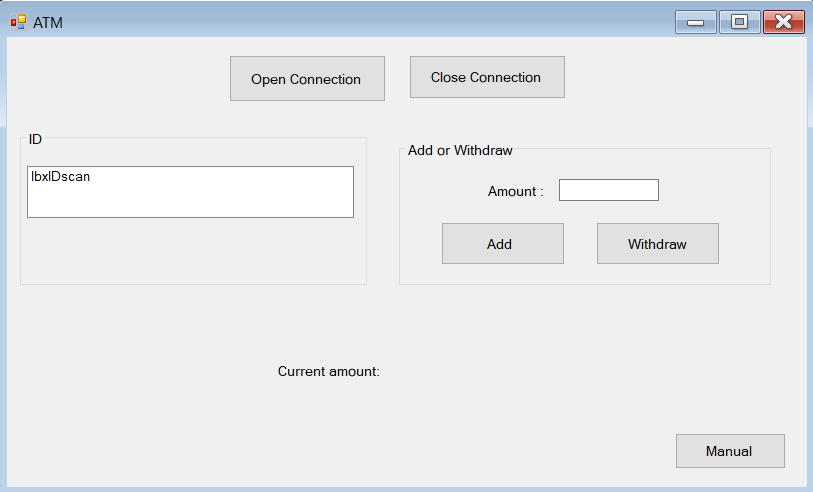 ATM
Open Connection
Close Connection
ID
lbxIDscan
Add or Withdraw
Amount :
Add
Withdraw
Current amount:
Manual